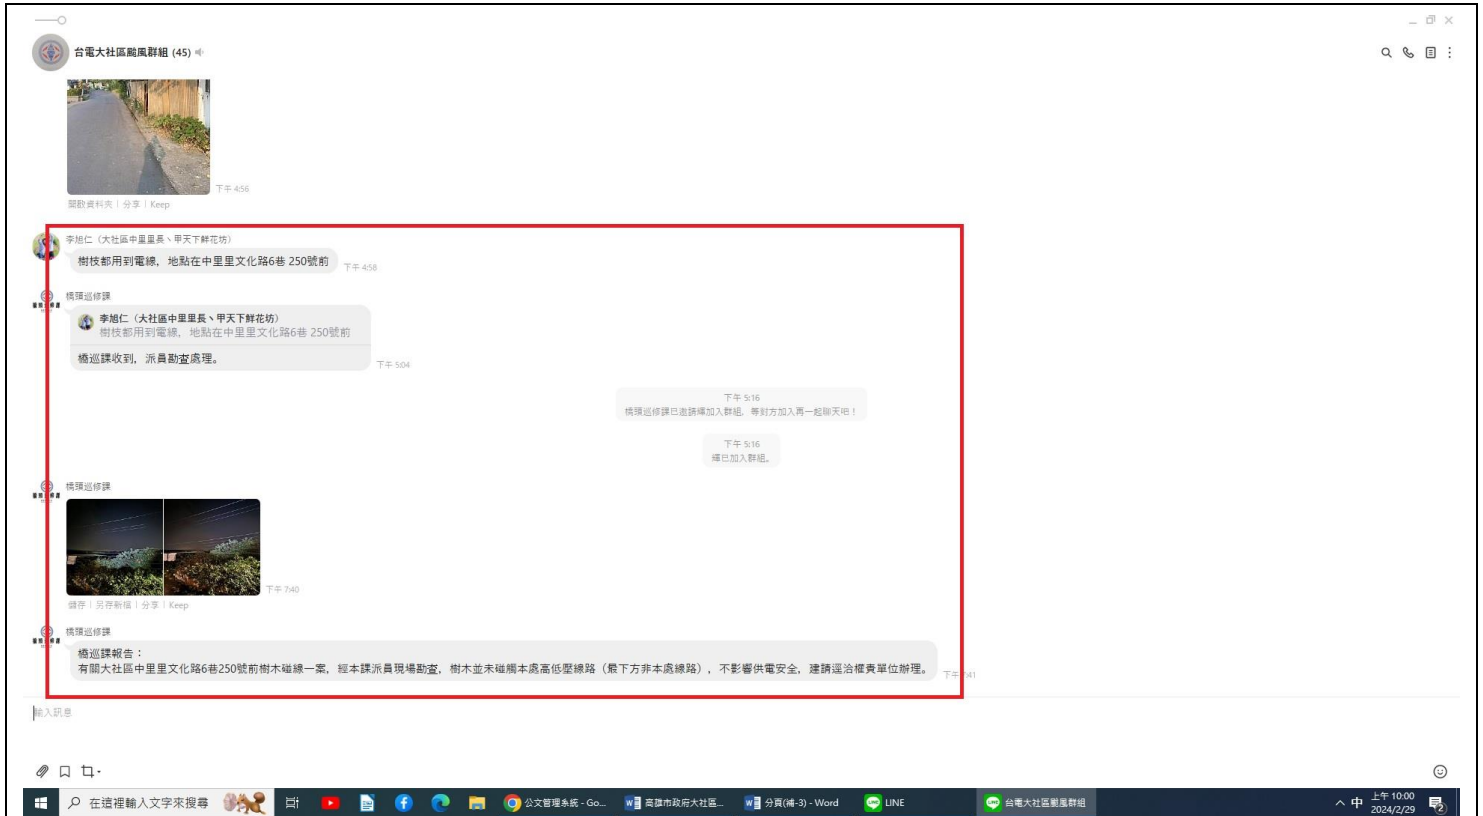 台電大社區颱風群組 (45)
下午 4:56
開啟資料夾 | 分享 | Keep
李旭仁（大社區中里里長、甲天下鮮花坊）
樹枝都用到電線，地點在中里里文化路6巷 250號前
下午 4:58
橋頭巡修課
李旭仁（大社區中里里長、甲天下鮮花坊）
樹枝都用到電線，地點在中里里文化路6巷 250號前
橋巡課收到，派員勘查處理。
下午 5:04
下午 5:16
橋頭巡修課已邀請輝加入群組，等對方加入再一起聊天吧！
下午 5:16
輝已加入群組。
橋頭巡修課
下午 7:40
儲存 | 另存新檔 | 分享 | Keep
橋頭巡修課
橋巡課報告：
有關大社區中里里文化路6巷250號前樹木碰線一案，經本課派員現場勘查，樹木並未碰觸本處高低壓線路（最下方非本處線路），不影響供電安全，建請逕洽權責單位辦理。
下午 7:41
輸入訊息
在這裡輸入文字來搜尋
公文管理系統 - Go...
高雄市政府大社區...
分頁(補-3) - Word
LINE
台電大社區颱風群組
中
上午 10:00
2024/2/29
2